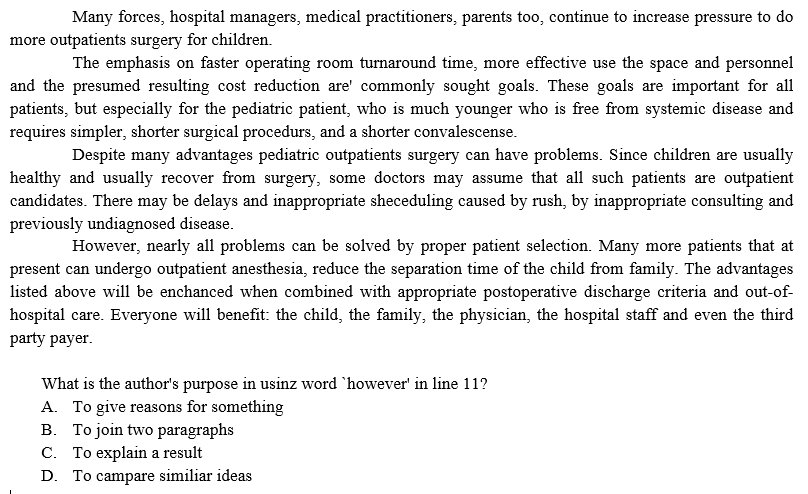 Many forces, hospital managers, medical practitioners, parents too, continue to increase pressure to do
more outpatients surgery for children.
The emphasis on faster operating room turnaround time, more effective use the space and personnel
and the presumed resulting cost reduction are' commonly sought goals. These goals are important for all
patients, but especially for the pediatric patient, who is much younger who is free from systemic disease and
requires simpler, shorter surgical procedurs, and a shorter convalescense.
Despite many advantages pediatric outpatients surgery can have problems. Since children are usually
healthy and usually recover from surgery, some doctors may assume that all such patients are outpatient
candidates. There may be delays and inappropriate sheceduling caused by rush, by inappropriate consulting and
previously undiagnosed disease.
However, nearly all problems can be solved by proper patient selection. Many more patients that at
present can undergo outpatient anesthesia, reduce the separation time of the child from family. The advantages
listed above will be enchanced when combined with appropriate postoperative discharge criteria and out-of-
hospital care. Everyone will benefit: the child, the family, the physician, the hospital staff and even the third
party payer.
What is the author's purpose in usinz word `however' in line 11?
A. To give reasons for something
B. To join two paragraphs
C. To explain a result
D. To campare similiar ideas